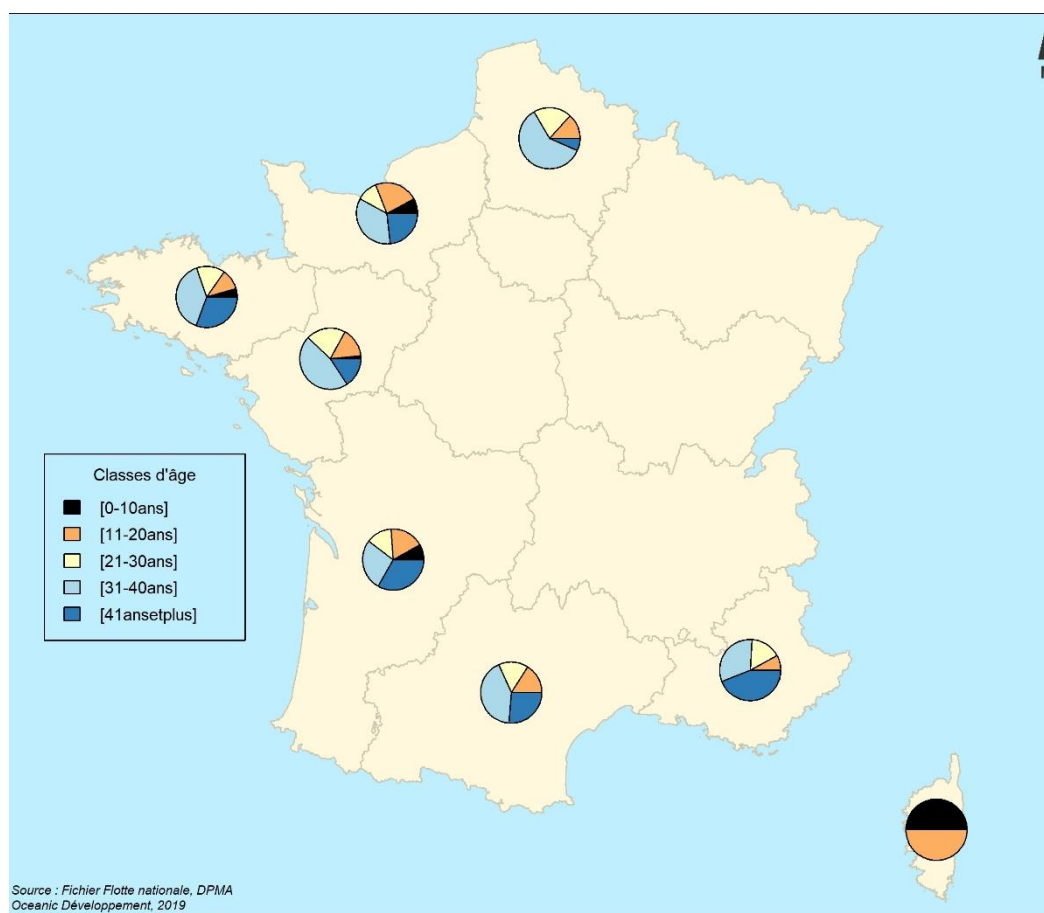 Classes d'âge
[0-10ans]
[11-20ans]
[21-30ans]
[31-40ans]
[41ansetplus]
Source : Fichier Flotte nationale, DPMA
Oceanic Développement, 2019